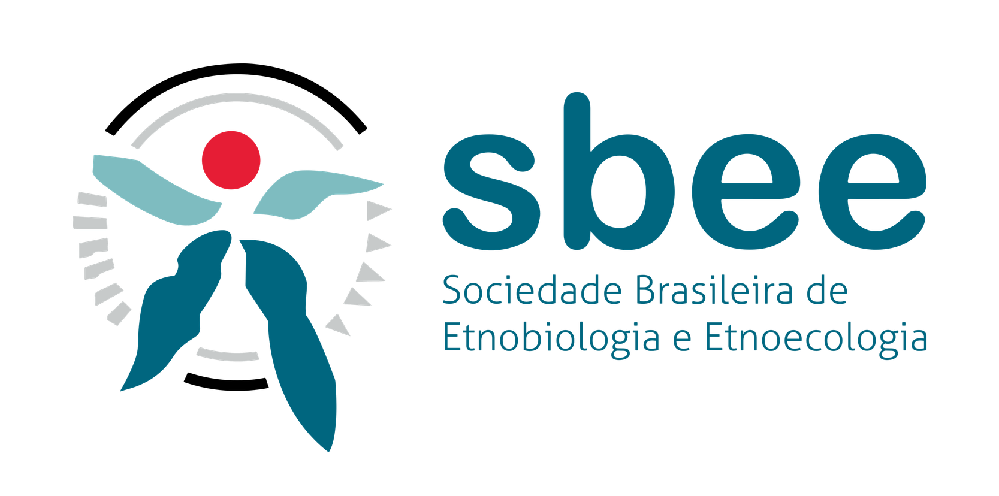 sbee
Sociedade Brasileira de
Etnobiologia e Etnoecologia